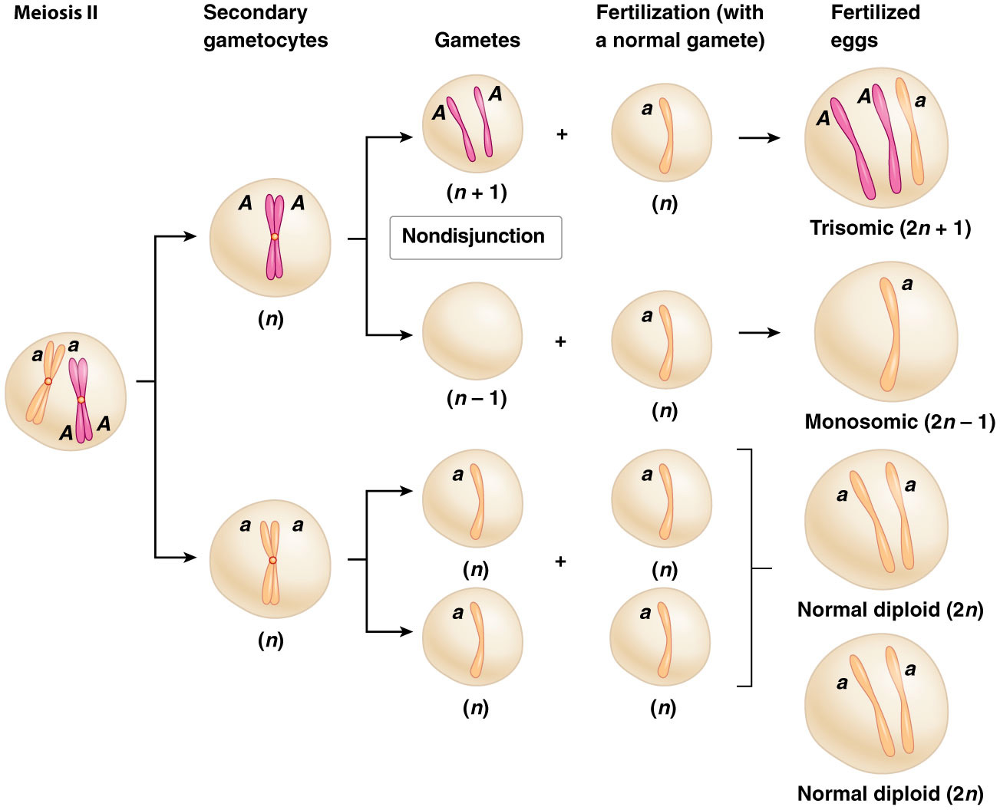 Meiosis II
Secondary
gametocytes
Gametes
Fertilization (with
a normal gamete)
Fertilized
eggs
A
A
(n + 1)
+
a
(n)
A
A
a
Trisomic (2n + 1)
A
A
(n)
Nondisjunction
(n – 1)
+
a
(n)
a
Monosomic (2n – 1)
a
a
A
A
a
a
(n)
a
(n)
+
a
(n)
a
a
Normal diploid (2n)
a
(n)
a
(n)
a
a
Normal diploid (2n)